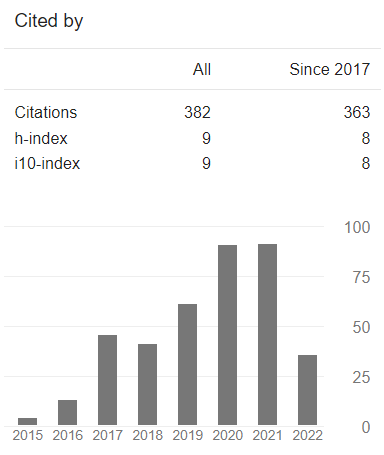 Cited by
All Since 2017
Citations 382 363
h-index 9 8
i10-index 9 8
100
75
50
25
0
2015 2016 2017 2018 2019 2020 2021 2022